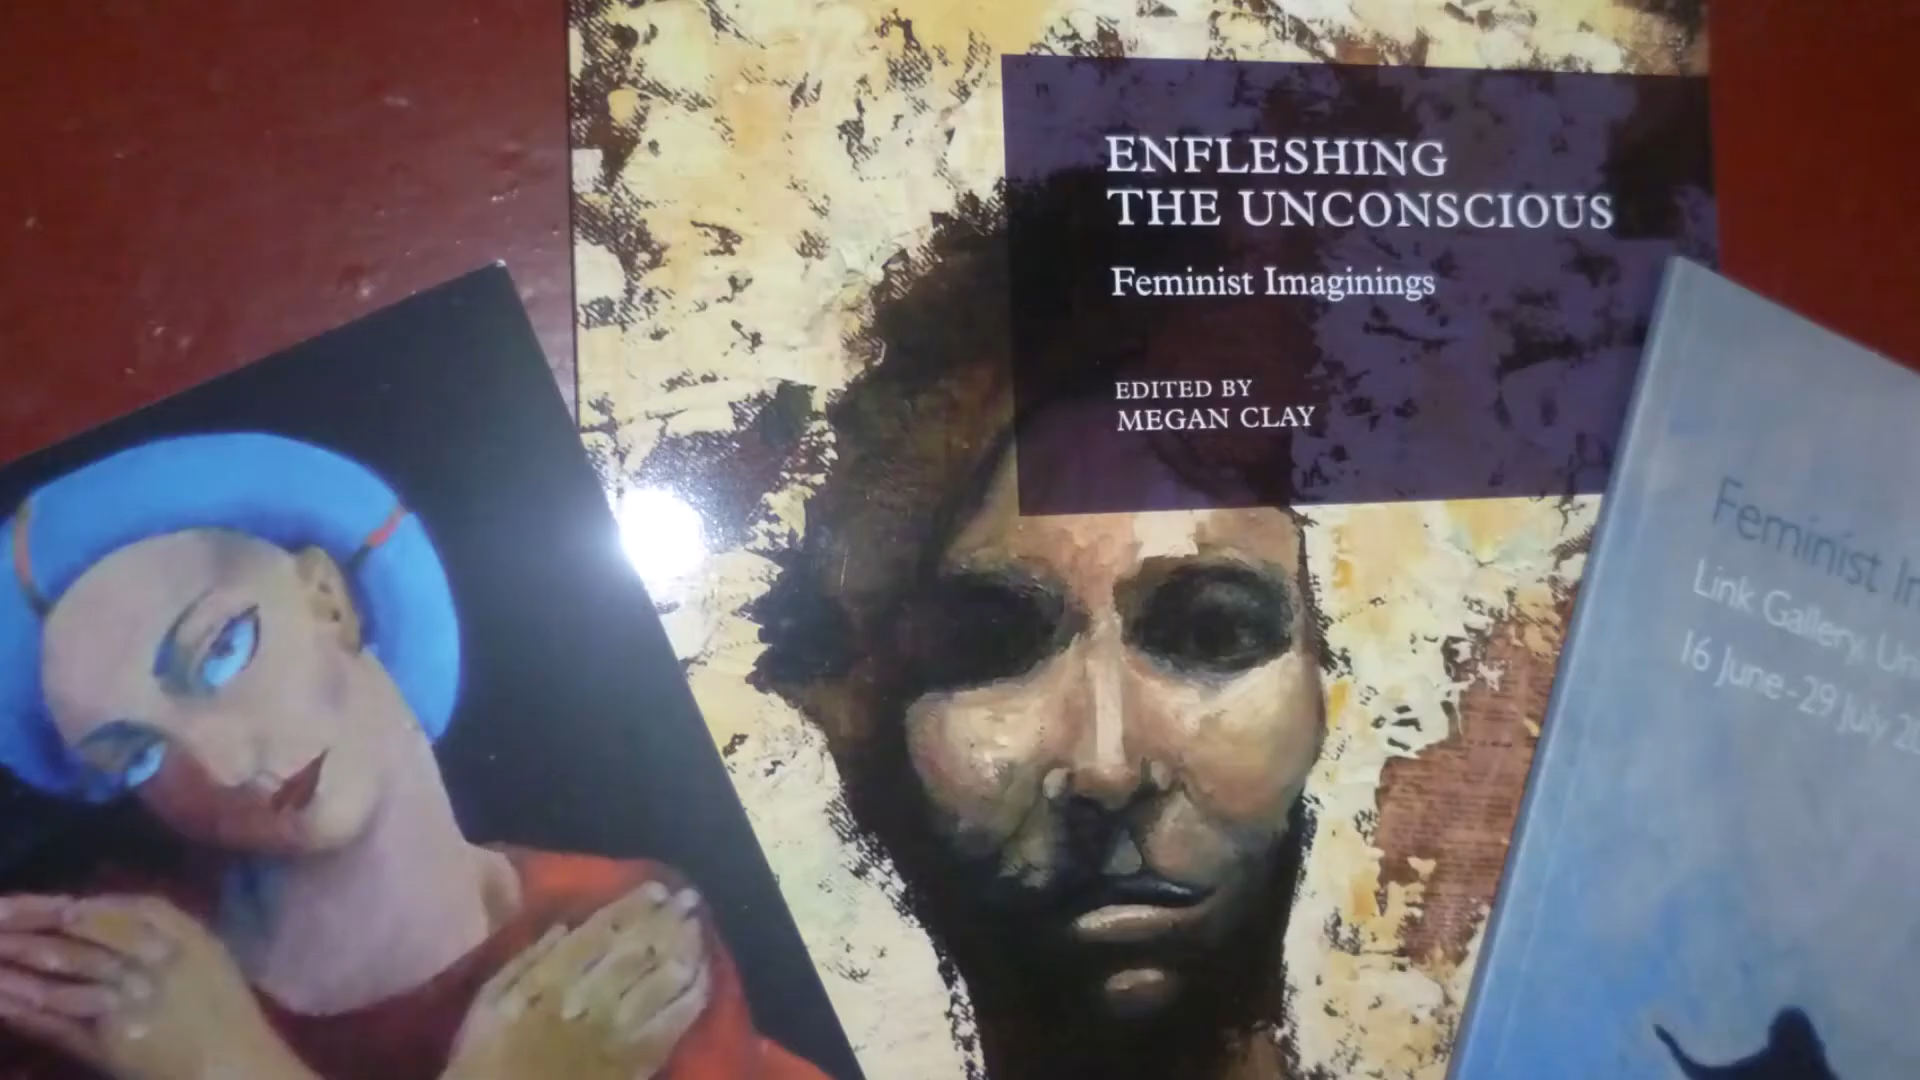 ENFLESHING
THE UNCONSCIOUS
Feminist Imaginings
EDITED BY
MEGAN CLAY
Feminist
Link Gallery,
16 June - 29 July